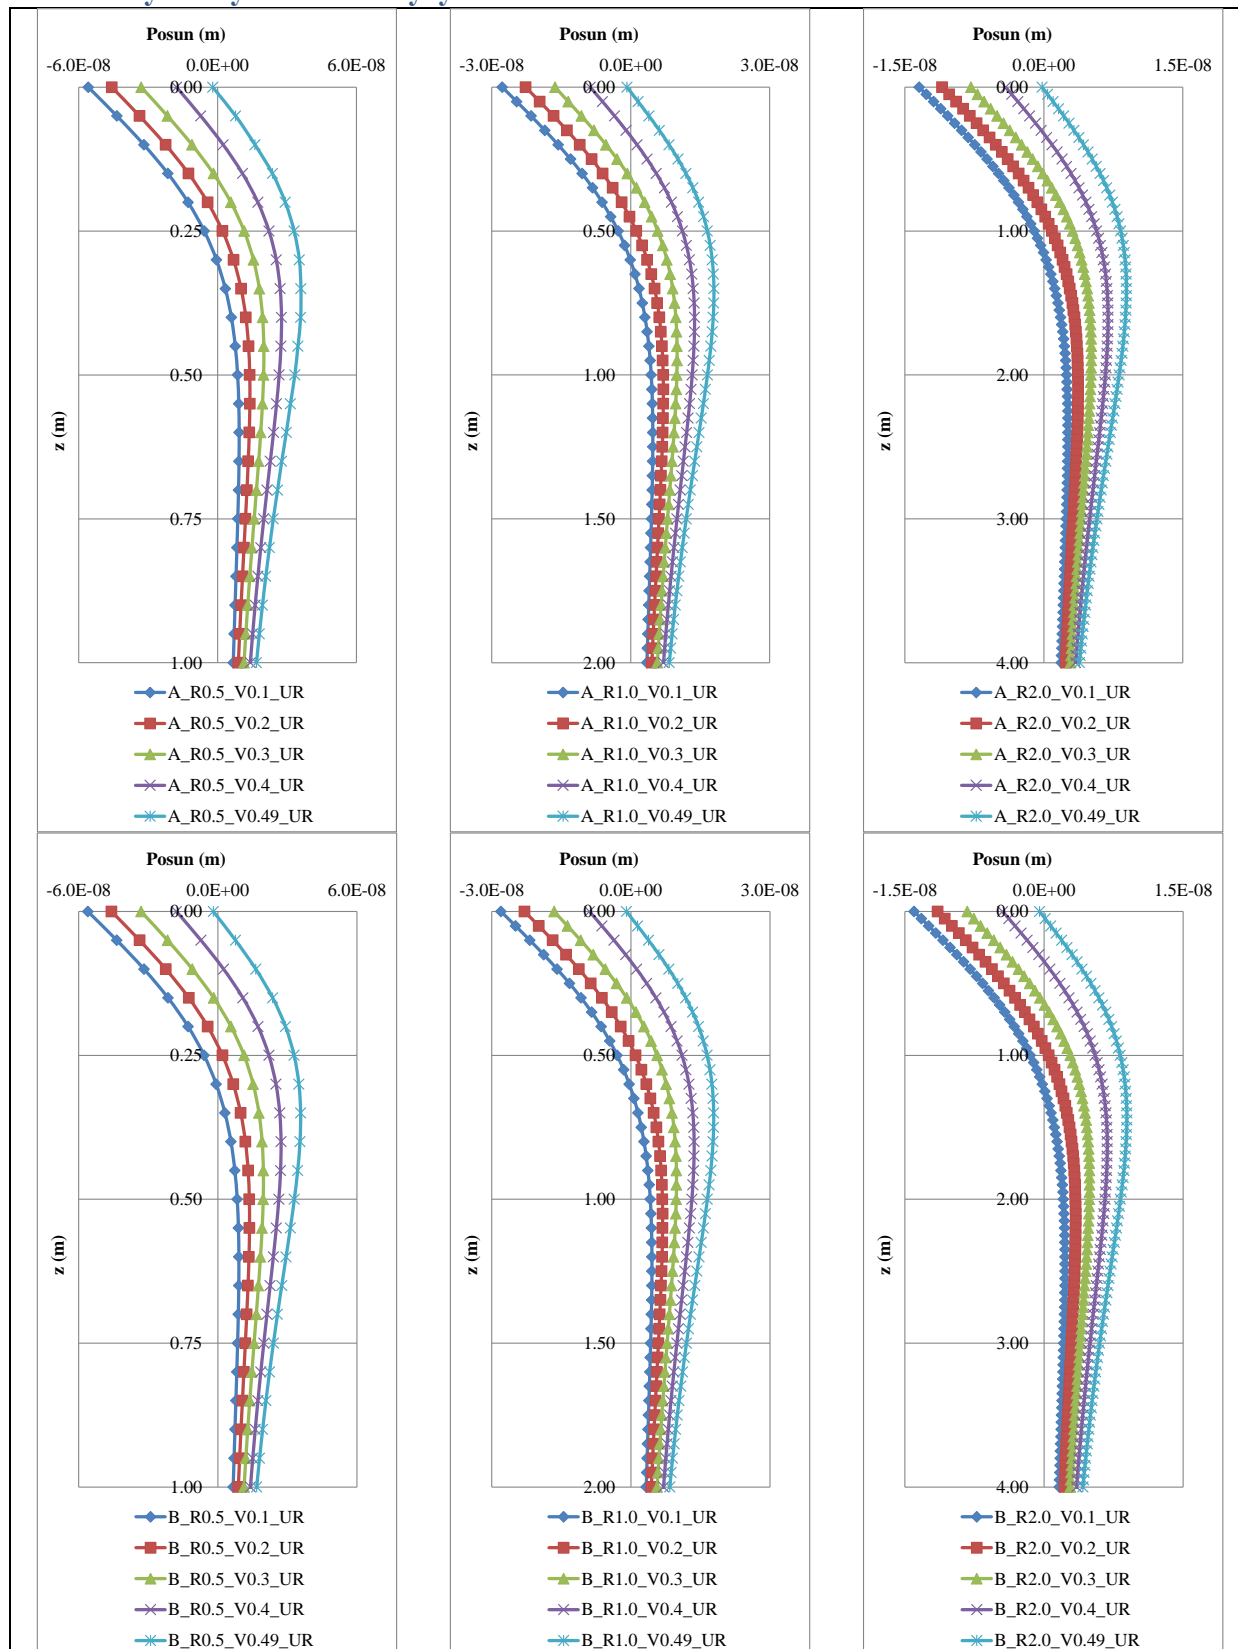 Posun (m)
-6.0E-08 0.0E+00 6.0E-08
0.00
0.25
0.50
0.75
1.00
z (m)
A_R0.5_V0.1_UR
A_R0.5_V0.2_UR
A_R0.5_V0.3_UR
A_R0.5_V0.4_UR
A_R0.5_V0.49_UR
Posun (m)
-3.0E-08 0.0E+00 3.0E-08
0.00
0.50
1.00
1.50
2.00
z (m)
A_R1.0_V0.1_UR
A_R1.0_V0.2_UR
A_R1.0_V0.3_UR
A_R1.0_V0.4_UR
A_R1.0_V0.49_UR
Posun (m)
-1.5E-08 0.0E+00 1.5E-08
0.00
1.00
2.00
3.00
4.00
z (m)
A_R2.0_V0.1_UR
A_R2.0_V0.2_UR
A_R2.0_V0.3_UR
A_R2.0_V0.4_UR
A_R2.0_V0.49_UR
Posun (m)
-6.0E-08 0.0E+00 6.0E-08
0.00
0.25
0.50
0.75
1.00
z (m)
B_R0.5_V0.1_UR
B_R0.5_V0.2_UR
B_R0.5_V0.3_UR
B_R0.5_V0.4_UR
B_R0.5_V0.49_UR
Posun (m)
-3.0E-08 0.0E+00 3.0E-08
0.00
0.50
1.00
1.50
2.00
z (m)
B_R1.0_V0.1_UR
B_R1.0_V0.2_UR
B_R1.0_V0.3_UR
B_R1.0_V0.4_UR
B_R1.0_V0.49_UR
Posun (m)
-1.5E-08 0.0E+00 1.5E-08
0.00
1.00
2.00
3.00
4.00
z (m)
B_R2.0_V0.1_UR
B_R2.0_V0.2_UR
B_R2.0_V0.3_UR
B_R2.0_V0.4_UR
B_R2.0_V0.49_UR